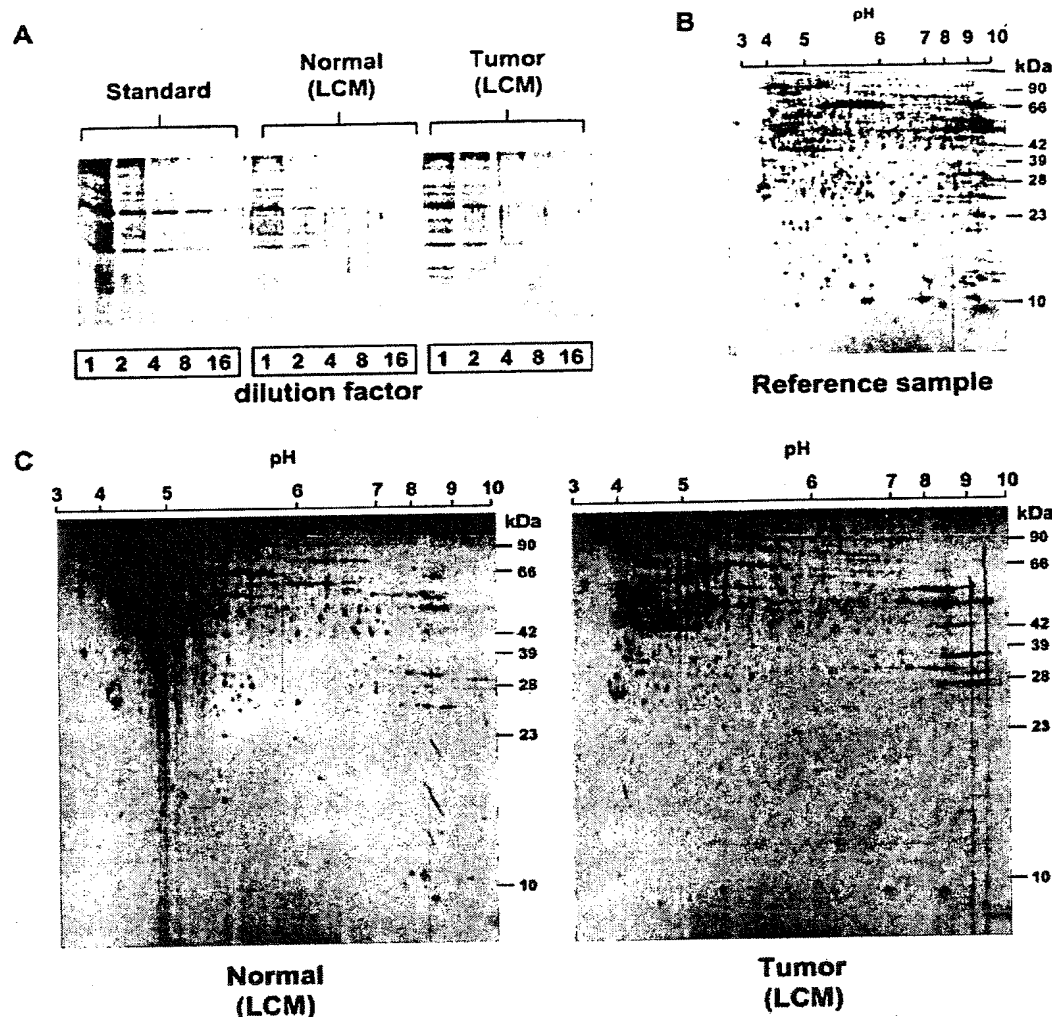 A
Standard
Normal
(LCM)
Tumor
(LCM)
1 2 4 8 16
1 2 4 8 16
1 2 4 8 16
dilution factor
B
pH
3 4 5 6 7 8 9 10
kDa
90
66
42
39
28
23
10
Reference sample
C
pH
3 4 5 6 7 8 9 10
kDa
90
66
42
39
28
23
10
Normal
(LCM)
pH
3 4 5 6 7 8 9 10
kDa
90
66
42
39
28
23
10
Tumor
(LCM)